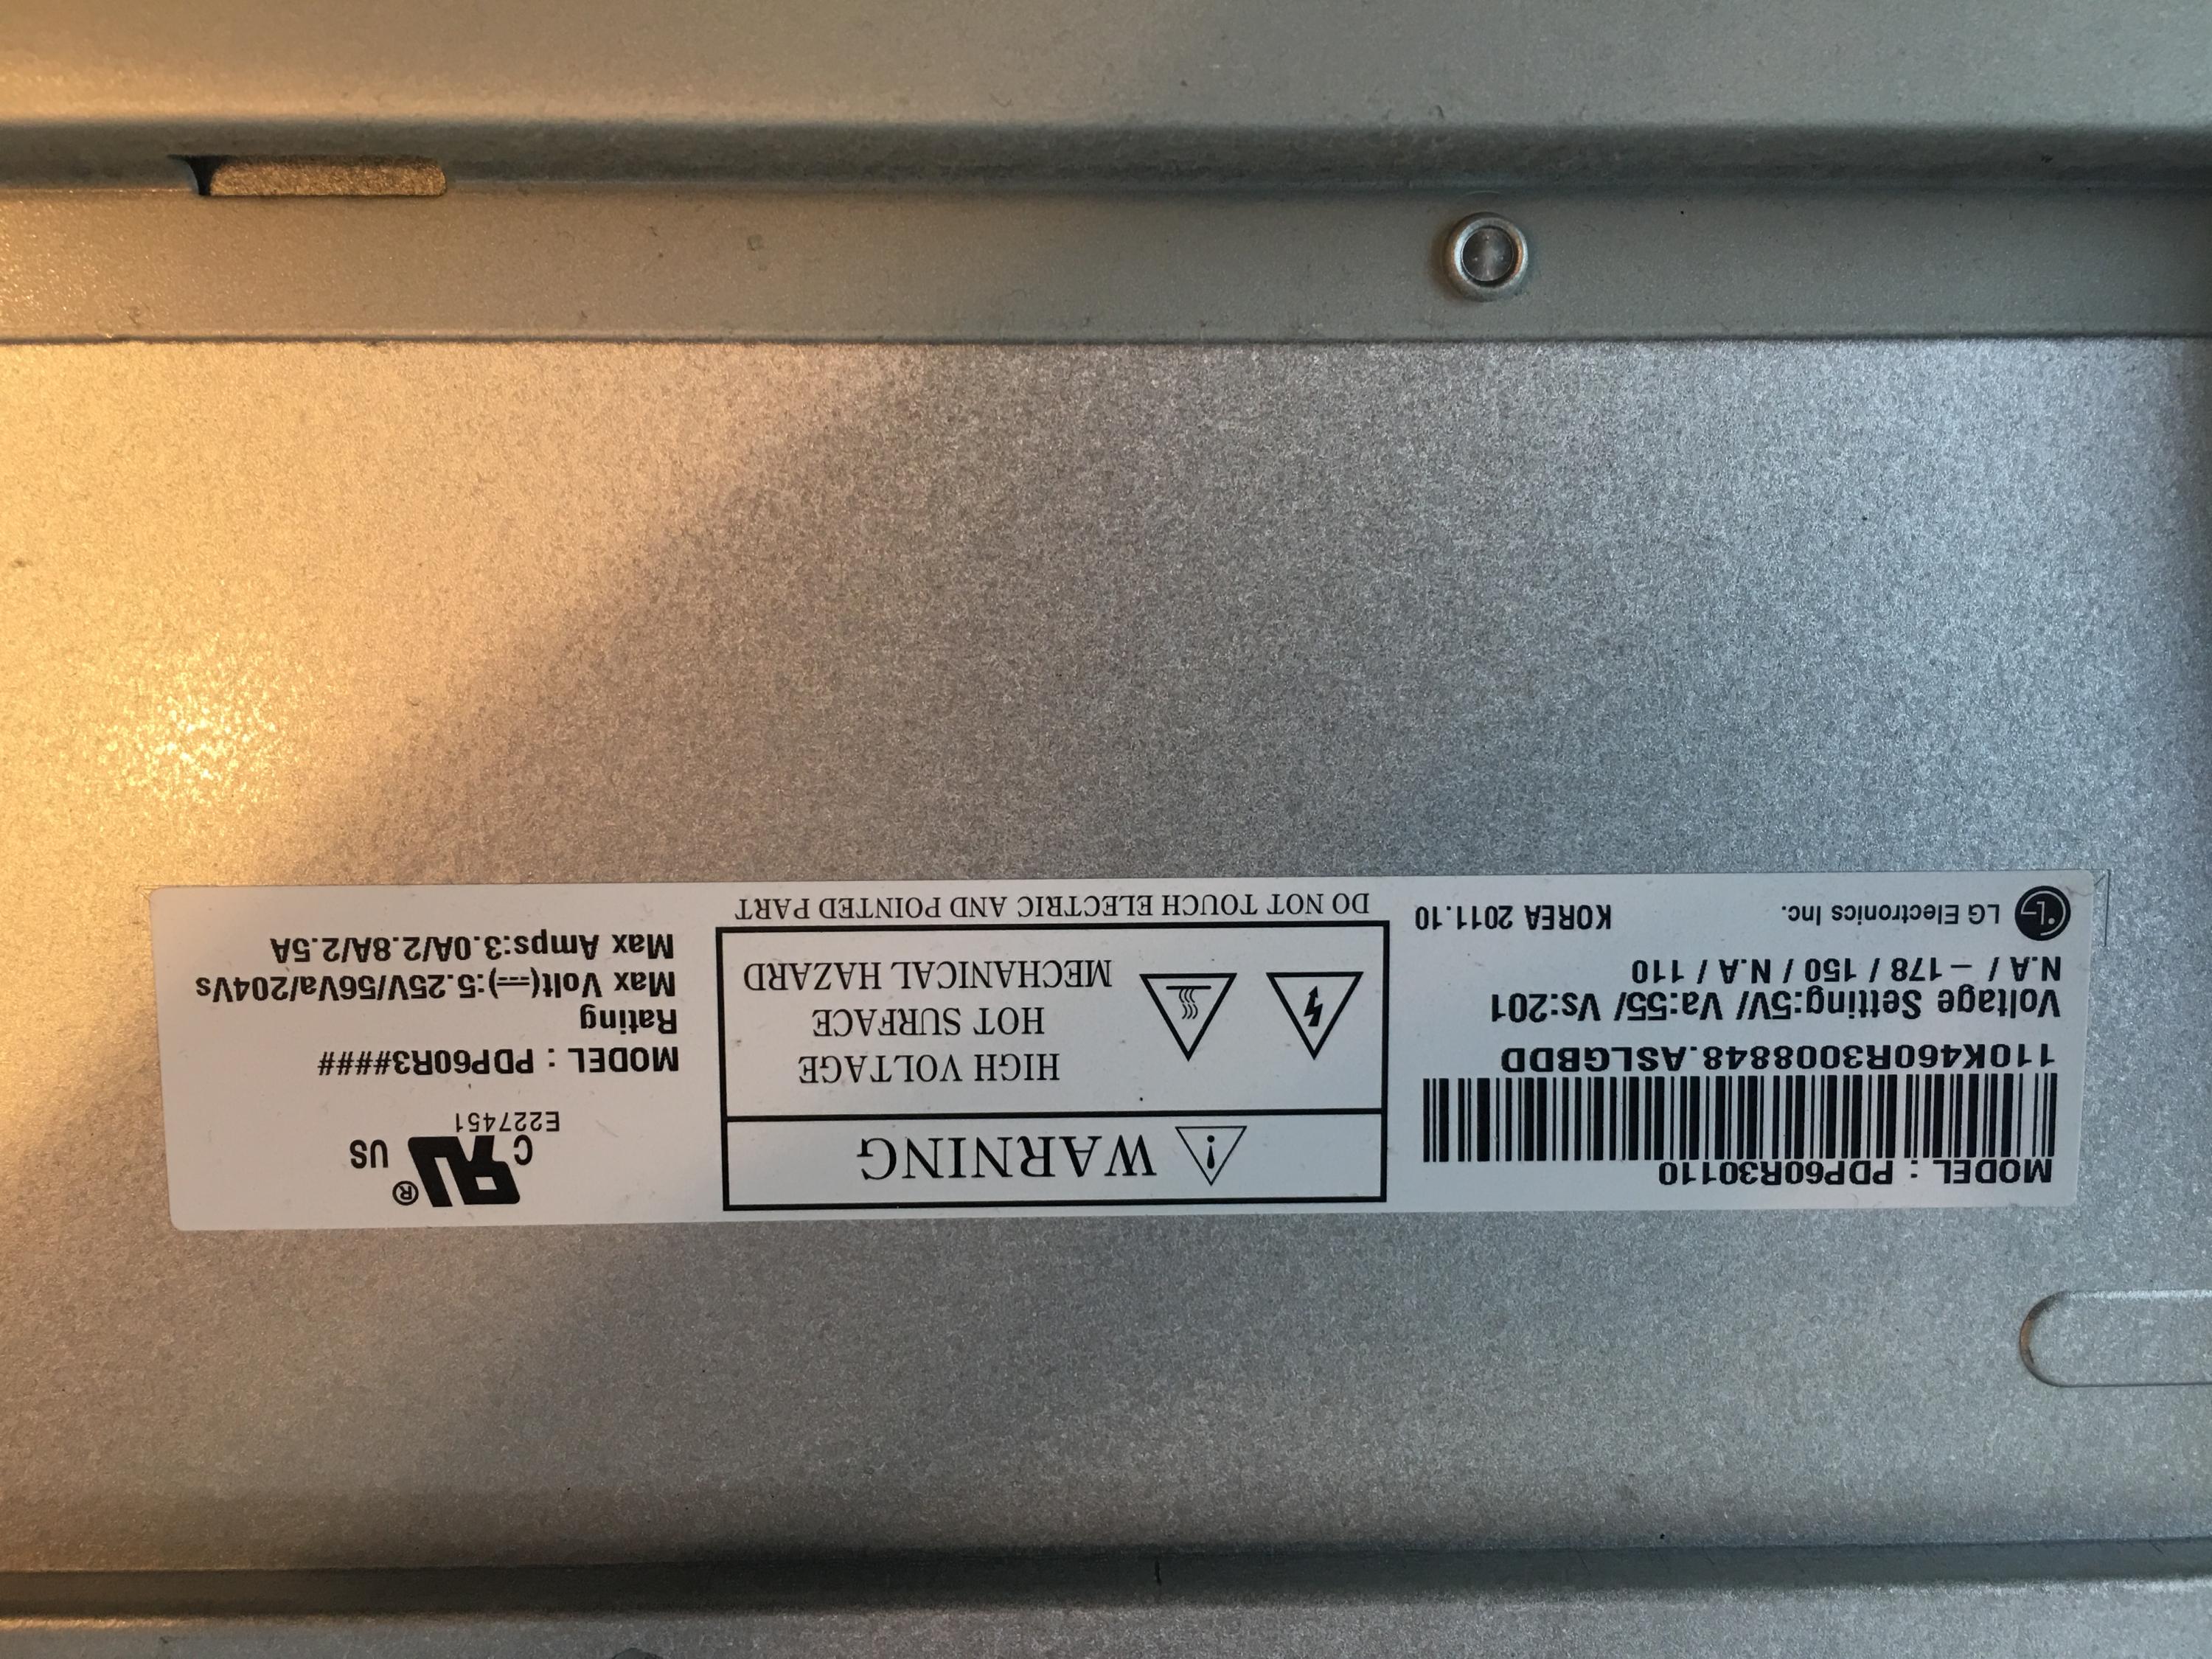 MODEL : PDP60R30110
110K460R3008848.ASLGBDD
Voltage Setting:5V/ Va:55/ Vs:201
N.A / -178 / 150 / N.A / 110
LG Electronics Inc. KOREA 2011.10
WARNING
HIGH VOLTAGE
HOT SURFACE
MECHANICAL HAZARD
DO NOT TOUCH ELECTRIC AND POINTED PART
C RU US ®
E227451
MODEL : PDP60R3####
Rating
Max Volt(⎓):5.25V/56Va/204Vs
Max Amps:3.0A/2.8A/2.5A